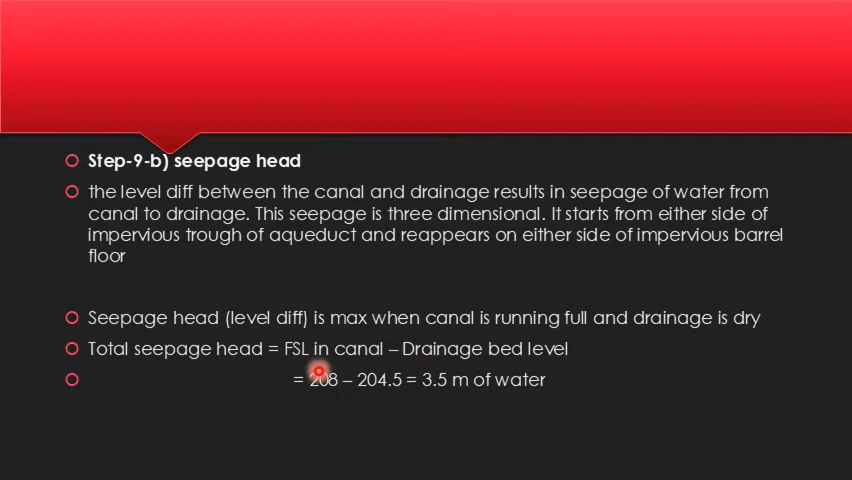 Step-9-b) seepage head
the level diff between the canal and drainage results in seepage of water from
canal to drainage. This seepage is three dimensional. It starts from either side of
impervious trough of aqueduct and reappears on either side of impervious barrel
floor
Seepage head (level diff) is max when canal is running full and drainage is dry
Total seepage head = FSL in canal – Drainage bed level
= 208 – 204.5 = 3.5 m of water